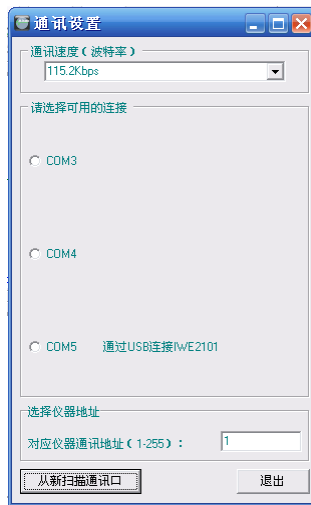 通讯设置
通讯速度(波特率)
115.2Kbps
请选择可用的连接
COM3
COM4
COM5 通过USB连接IWE2101
选择仪器地址
对应仪器通讯地址(1-255): 1
从新扫描通讯口 退出